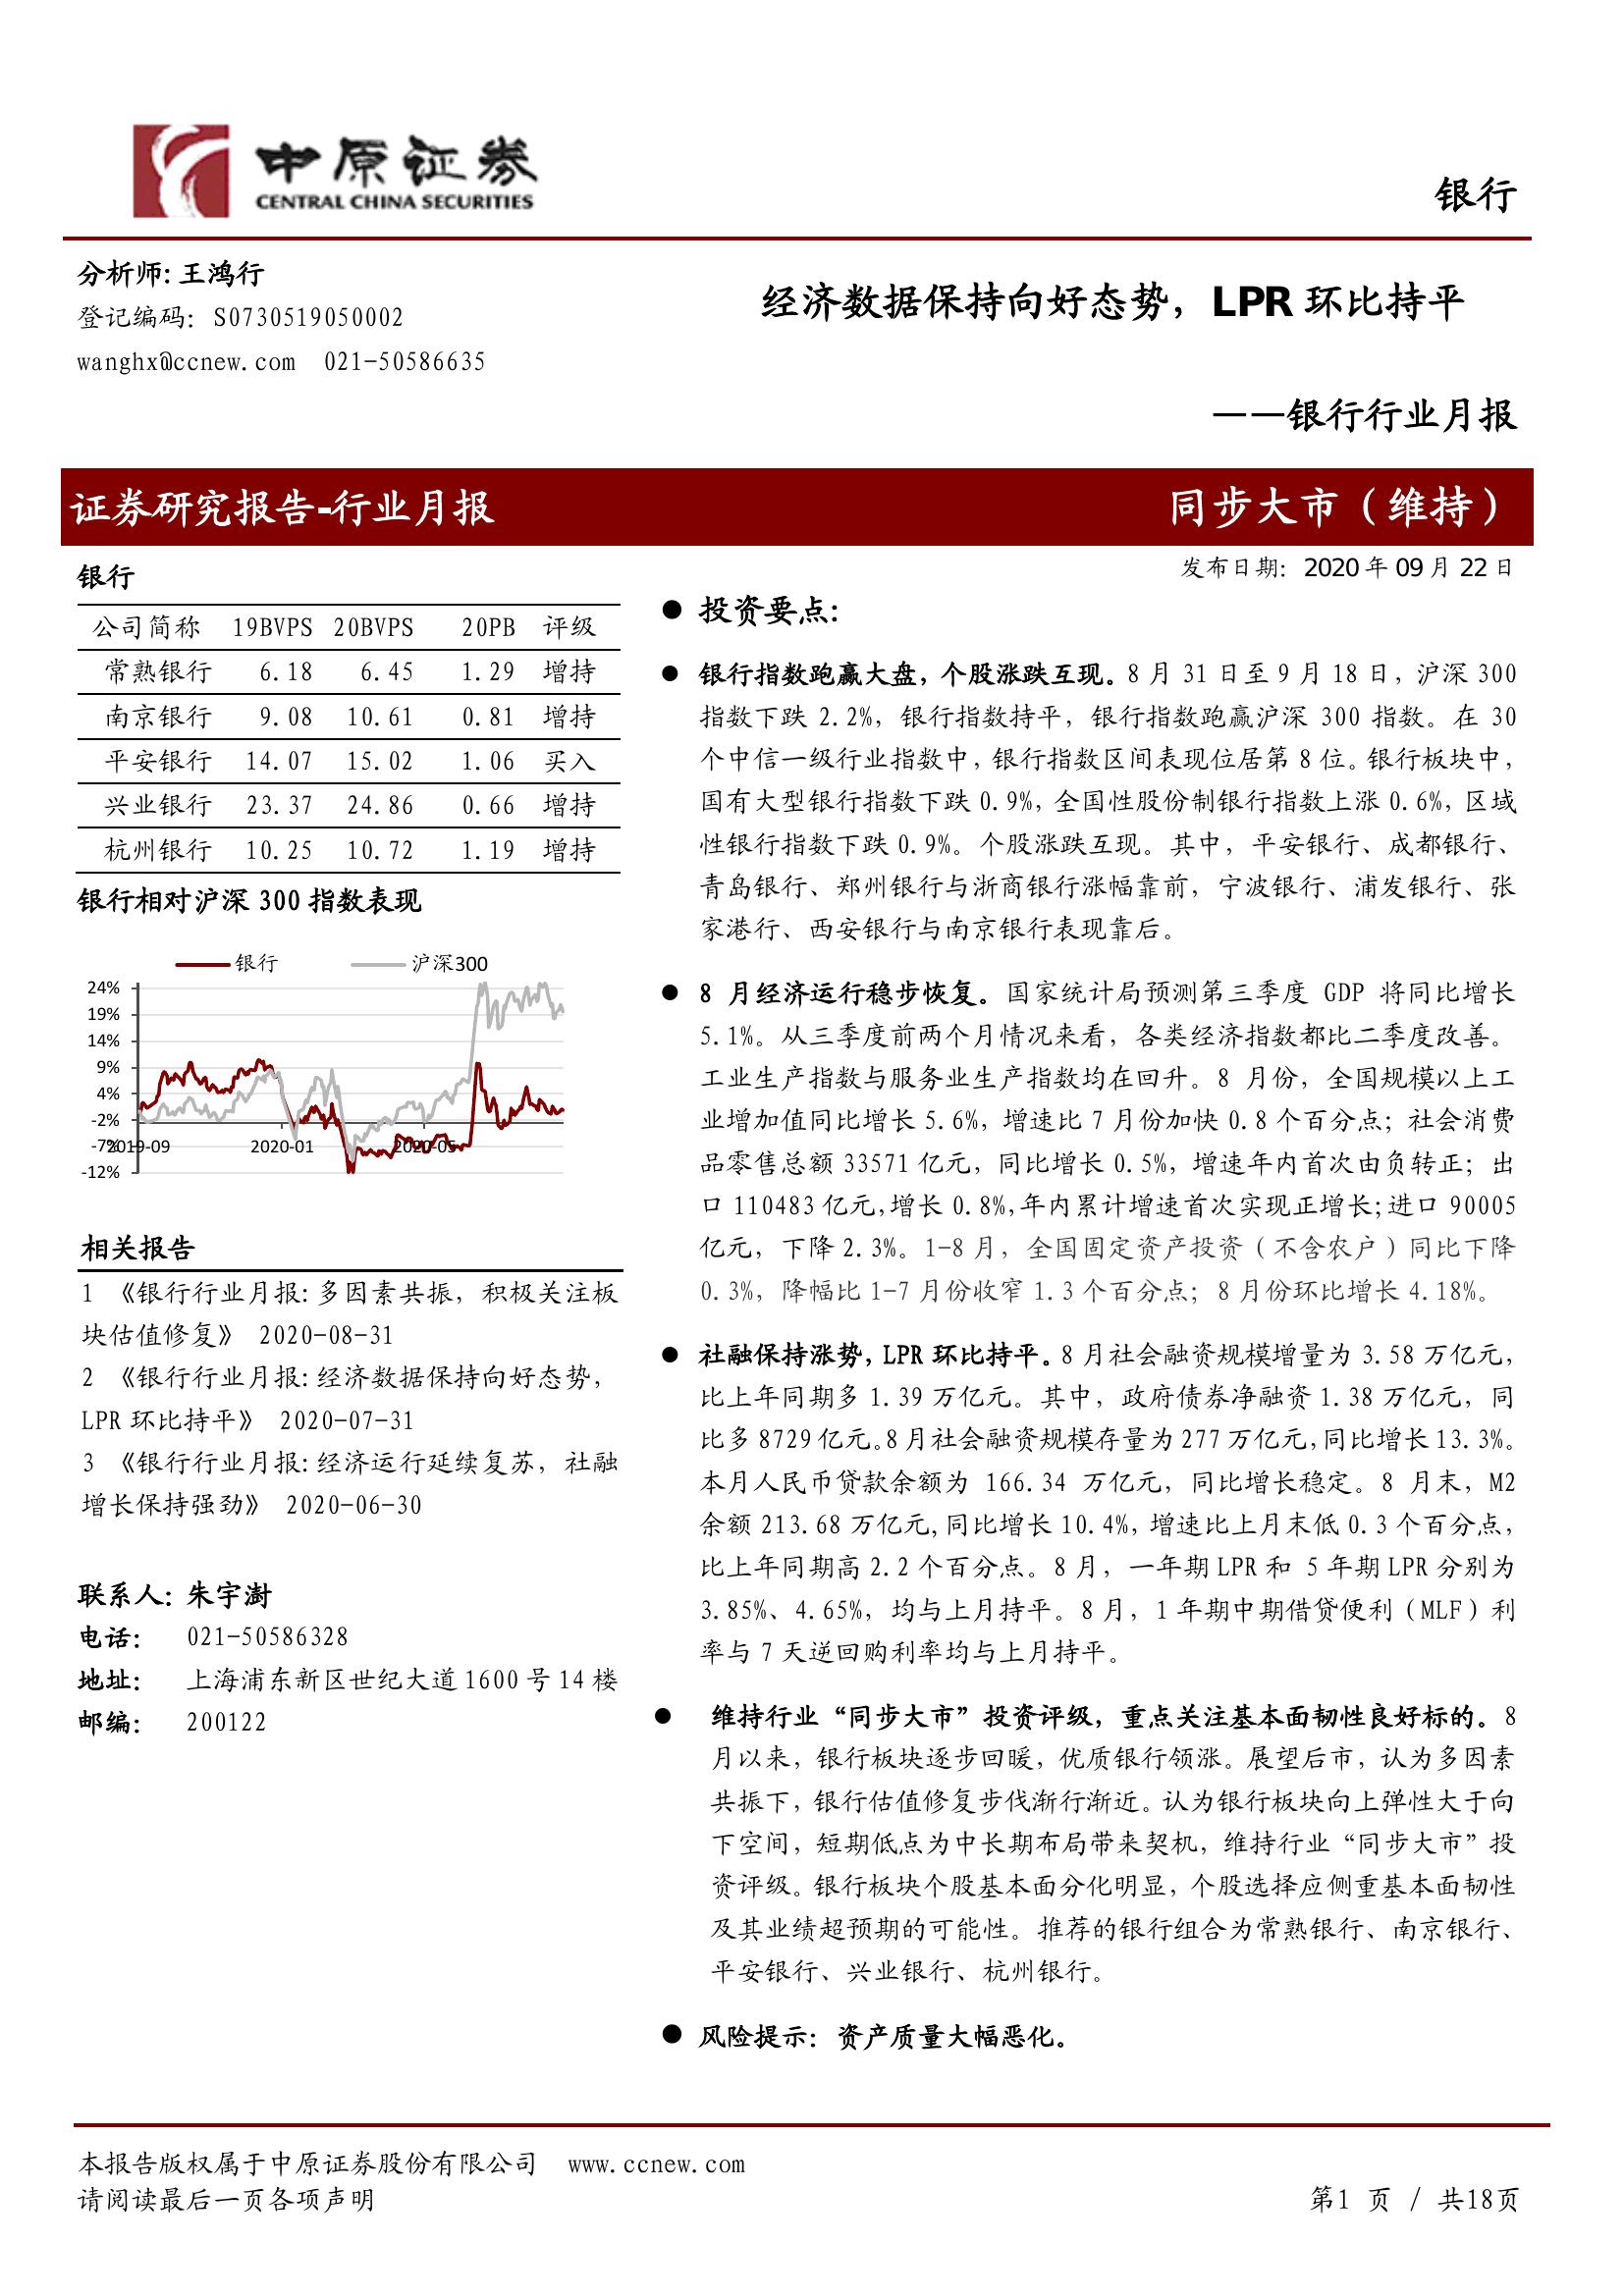 中原证券
CENTRAL CHINA SECURITIES
银行
分析师：王鸿行
登记编码：S0730519050002
wanghx@ccnew.com 021-50586635
经济数据保持向好态势，LPR 环比持平
——银行行业月报
证券研究报告-行业月报
同步大市（维持）
发布日期：2020 年 09 月 22 日
银行
公司简称 19BVPS 20BVPS 20PB 评级
常熟银行 6.18 6.45 1.29 增持
南京银行 9.08 10.61 0.81 增持
平安银行 14.07 15.02 1.06 买入
兴业银行 23.37 24.86 0.66 增持
杭州银行 10.25 10.72 1.19 增持
银行相对沪深 300 指数表现
银行 沪深300
24%
19%
14%
9%
4%
-2%
-7%
-12%
2019-09 2020-01 2020-05
相关报告
1 《银行行业月报：多因素共振，积极关注板
块估值修复》 2020-08-31
2 《银行行业月报：经济数据保持向好态势，
LPR 环比持平》 2020-07-31
3 《银行行业月报：经济运行延续复苏，社融
增长保持强劲》 2020-06-30
联系人：朱宇澍
电话： 021-50586328
地址： 上海浦东新区世纪大道 1600 号 14 楼
邮编： 200122
● 投资要点：
● 银行指数跑赢大盘，个股涨跌互现。8 月 31 日至 9 月 18 日，沪深 300
指数下跌 2.2%，银行指数持平，银行指数跑赢沪深 300 指数。在 30
个中信一级行业指数中，银行指数区间表现位居第 8 位。银行板块中，
国有大型银行指数下跌 0.9%，全国性股份制银行指数上涨 0.6%，区域
性银行指数下跌 0.9%。个股涨跌互现。其中，平安银行、成都银行、
青岛银行、郑州银行与浙商银行涨幅靠前，宁波银行、浦发银行、张
家港行、西安银行与南京银行表现靠后。
● 8 月经济运行稳步恢复。国家统计局预测第三季度 GDP 将同比增长
5.1%。从三季度前两个月情况来看，各类经济指数都比二季度改善。
工业生产指数与服务业生产指数均在回升。8 月份，全国规模以上工
业增加值同比增长 5.6%，增速比 7 月份加快 0.8 个百分点；社会消费
品零售总额 33571 亿元，同比增长 0.5%，增速年内首次由负转正；出
口 110483 亿元，增长 0.8%，年内累计增速首次实现正增长；进口 90005
亿元，下降 2.3%。1-8 月，全国固定资产投资（不含农户）同比下降
0.3%，降幅比 1-7 月份收窄 1.3 个百分点；8 月份环比增长 4.18%。
● 社融保持涨势，LPR 环比持平。8 月社会融资规模增量为 3.58 万亿元，
比上年同期多 1.39 万亿元。其中，政府债券净融资 1.38 万亿元，同
比多 8729 亿元。8 月社会融资规模存量为 277 万亿元，同比增长 13.3%。
本月人民币贷款余额为 166.34 万亿元，同比增长稳定。8 月末，M2
余额 213.68 万亿元，同比增长 10.4%，增速比上月末低 0.3 个百分点，
比上年同期高 2.2 个百分点。8 月，一年期 LPR 和 5 年期 LPR 分别为
3.85%、4.65%，均与上月持平。8 月，1 年期中期借贷便利（MLF）利
率与 7 天逆回购利率均与上月持平。
● 维持行业“同步大市”投资评级，重点关注基本面韧性良好标的。8
月以来，银行板块逐步回暖，优质银行领涨。展望后市，认为多因素
共振下，银行估值修复步伐渐行渐近。认为银行板块向上弹性大于向
下空间，短期低点为中长期布局带来契机，维持行业“同步大市”投
资评级。银行板块个股基本面分化明显，个股选择应侧重基本面韧性
及其业绩超预期的可能性。推荐的银行组合为常熟银行、南京银行、
平安银行、兴业银行、杭州银行。
● 风险提示：资产质量大幅恶化。
本报告版权属于中原证券股份有限公司 www.ccnew.com
请阅读最后一页各项声明
第1 页 / 共18页